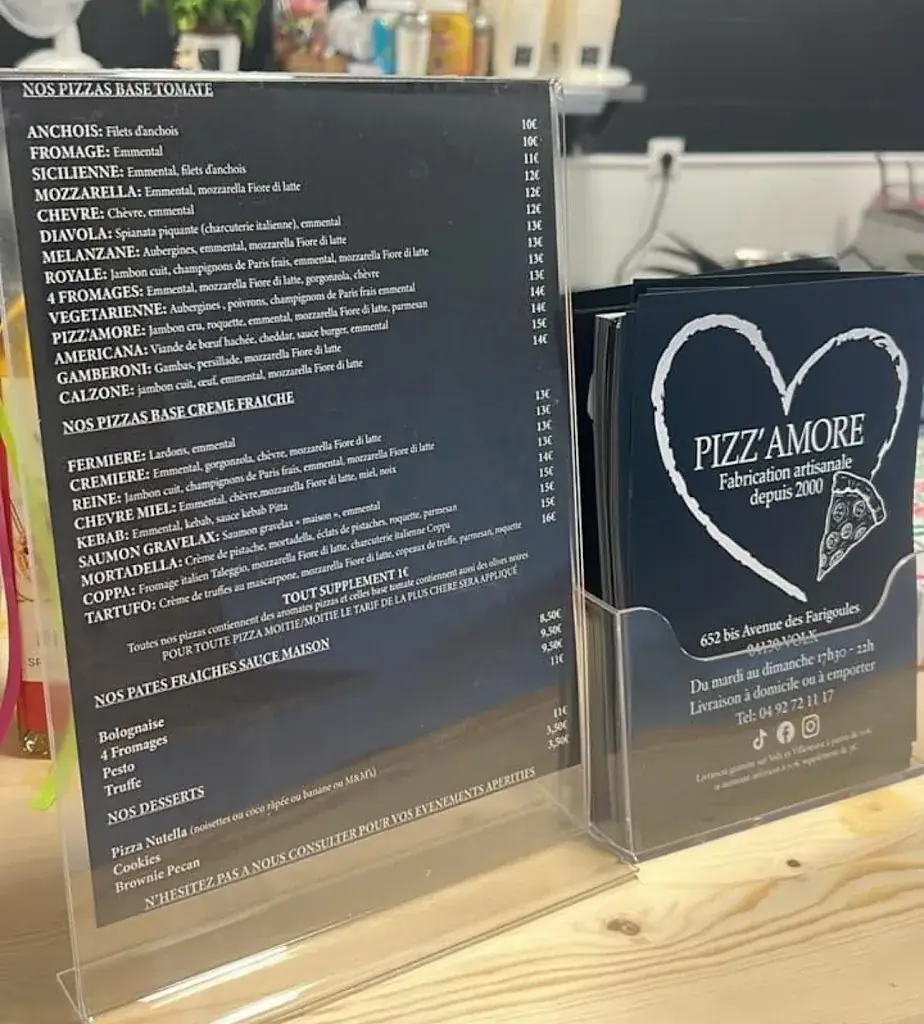 NOS PIZZAS BASE TOMATE
ANCHOIS: Filets d'anchois 10€
FROMAGE: Emmental 10€
SICILIENNE: Emmental, filets d'anchois 11€
MOZZARELLA: Emmental, mozzarella Fiore di latte 12€
CHEVRE: Chèvre, emmental 12€
DIAVOLA: Spianata piquante (charcuterie italienne), emmental 12€
MELANZANE: Aubergines, emmental, mozzarella Fiore di latte 13€
ROYALE: Jambon cuit, champignons de Paris frais, emmental, mozzarella Fiore di latte 13€
4 FROMAGES: Emmental, mozzarella Fiore di latte, gorgonzola, chèvre 13€
VEGETARIENNE: Aubergines , poivrons, champignons de Paris frais emmental 13€
PIZZ'AMORE: Jambon cru, roquette, emmental, mozzarella Fiore di latte, parmesan 14€
AMERICANA: Viande de bœuf hachée, cheddar, sauce burger, emmental 14€
GAMBERONI: Gambas, persillade, mozzarella Fiore di latte 15€
CALZONE: jambon cuit, œuf, emmental, mozzarella Fiore di latte 14€
NOS PIZZAS BASE CREME FRAICHE
FERMIERE: Lardons, emmental 13€
CREMIERE: Emmental, gorgonzola, chèvre, mozzarella Fiore di latte 13€
REINE: Jambon cuit, champignons de Paris frais, emmental, mozzarella Fiore di latte 13€
CHEVRE MIEL: Emmental, chèvre,mozzarella Fiore di latte, miel, noix 13€
KEBAB: Emmental, kebab, sauce kebab Pitta 14€
SAUMON GRAVELAX: Saumon gravelax « maison », emmental 15€
MORTADELLA: Crème de pistache, mortadella, éclats de pistaches, roquette, parmesan 15€
COPPA: Fromage italien Taleggio, mozzarella Fiore di latte, charcuterie italienne Coppa 15€
TARTUFO: Crème de truffes au mascarpone, mozzarella Fiore di latte, copeaux de truffe, parmesan, roquette 16€
TOUT SUPPLEMENT 1€
Toutes nos pizzas contiennent des aromates pizzas et celles base tomate contiennent aussi des olives noires
POUR TOUTE PIZZA MOITIE/MOITIE LE TARIF DE LA PLUS CHERE SERA APPLIQUÉ
NOS PATES FRAICHES SAUCE MAISON
Bolognaise 8,50€
4 Fromages 9,50€
Pesto 9,50€
Truffe 11€
NOS DESSERTS
Pizza Nutella (noisettes ou coco râpée ou banane ou M&M's) 11€
Cookies 3,50€
Brownie Pecan 3,50€
N'HESITEZ PAS A NOUS CONSULTER POUR VOS EVENEMENTS APERITIFS
PIZZ'AMORE
Fabrication artisanale
depuis 2000
652 bis Avenue des Farigoules
04130 VOLX
Du mardi au dimanche 17h30 - 22h
Livraison à domicile ou à emporter
Tel: 04 92 72 11 17
Livraison gratuite sur Volx et Villeneuve à partir de